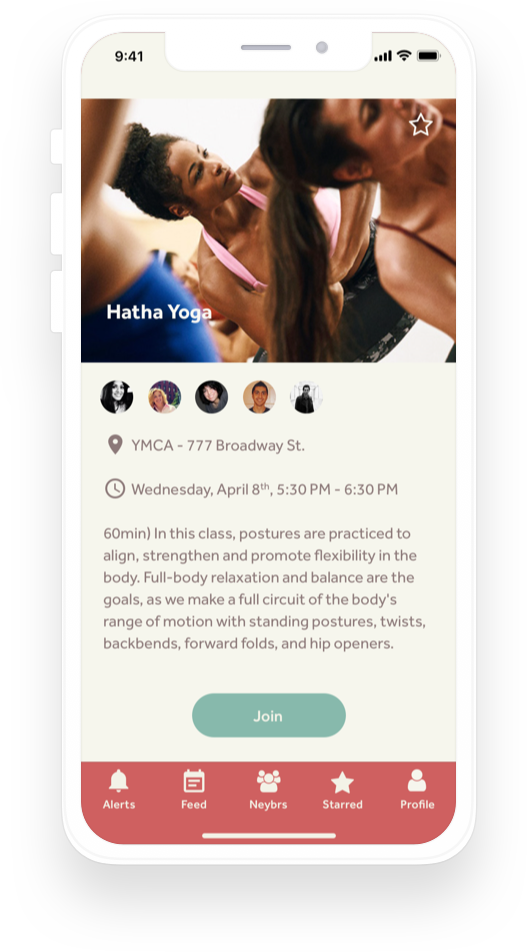 9:41
Hatha Yoga
YMCA - 777 Broadway St.
Wednesday, April 8th, 5:30 PM - 6:30 PM
60min) In this class, postures are practiced to
align, strengthen and promote flexibility in the
body. Full-body relaxation and balance are the
goals, as we make a full circuit of the body's
range of motion with standing postures, twists,
backbends, forward folds, and hip openers.
Join
Alerts Feed Neybrs Starred Profile